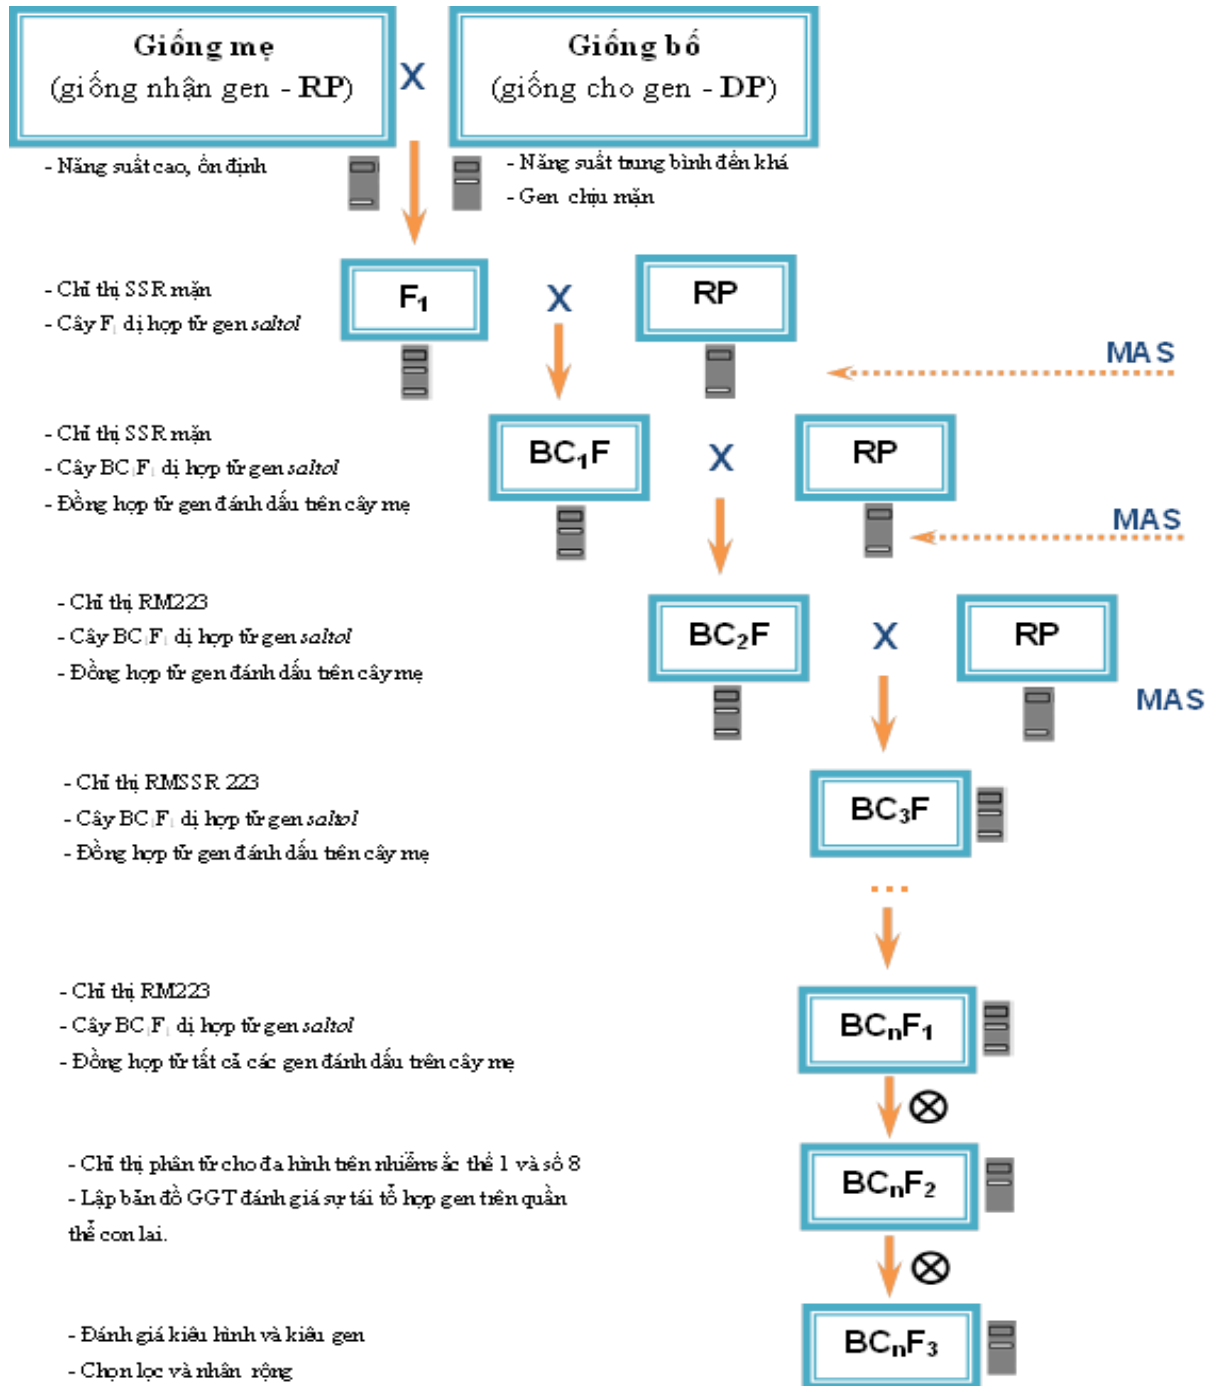 Giống mẹ
(giống nhận gen - RP)
X
Giống bố
(giống cho gen - DP)
- Năng suất cao, ổn định
- Năng suất trung bình đến khá
- Gen chịu mặn
- Chỉ thị SSR mặn
- Cây F1 dị hợp tử gen saltol
F1
X
RP
MAS
- Chỉ thị SSR mặn
- Cây BC1F1 dị hợp tử gen saltol
- Đồng hợp tử gen đánh dấu trên cây mẹ
BC1F
X
RP
MAS
- Chỉ thị RM223
- Cây BC1F1 dị hợp tử gen saltol
- Đồng hợp tử gen đánh dấu trên cây mẹ
BC2F
X
RP
MAS
- Chỉ thị RMSSR 223
- Cây BC1F1 dị hợp tử gen saltol
- Đồng hợp tử gen đánh dấu trên cây mẹ
BC3F
...
- Chỉ thị RM223
- Cây BC1F1 dị hợp tử gen saltol
- Đồng hợp tử tất cả các gen đánh dấu trên cây mẹ
BCnF1
- Chỉ thị phân tử cho đa hình trên nhiễm sắc thể 1 và số 8
- Lập bản đồ GGT đánh giá sự tái tổ hợp gen trên quần
thể con lai.
BCnF2
- Đánh giá kiểu hình và kiểu gen
- Chọn lọc và nhân rộng
BCnF3